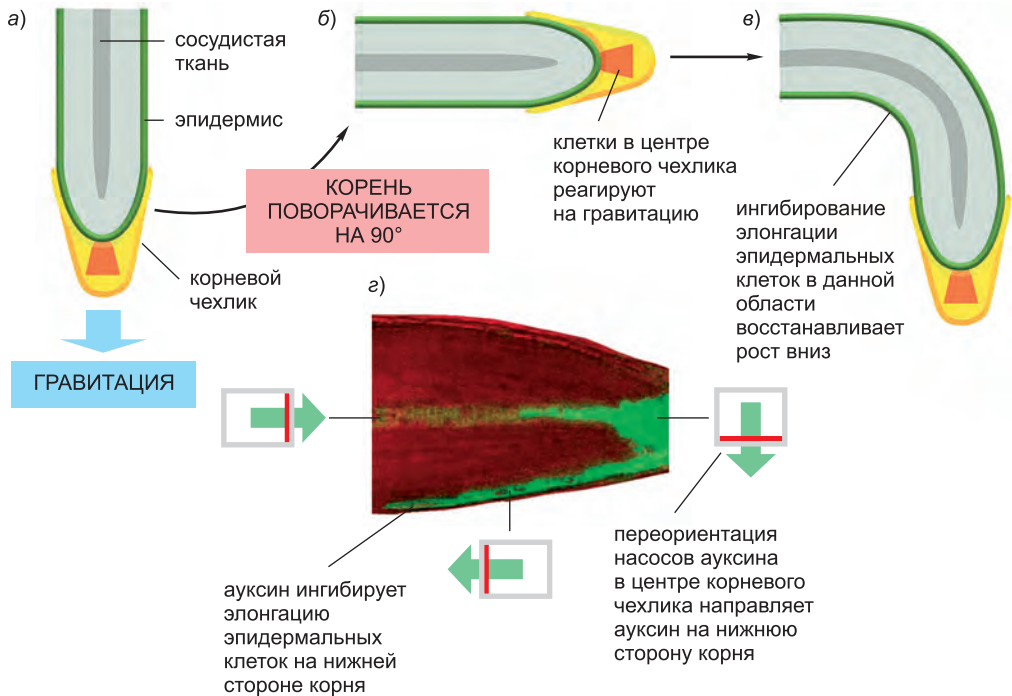 а)
сосудистая
ткань
эпидермис
корневой
чехлик
ГРАВИТАЦИЯ
КОРЕНЬ
ПОВОРАЧИВАЕТСЯ
НА 90°
б)
клетки в центре
корневого чехлика
реагируют
на гравитацию
в)
ингибирование
элонгации
эпидермальных
клеток в данной
области
восстанавливает
рост вниз
г)
ауксин ингибирует
элонгацию
эпидермальных
клеток на нижней
стороне корня
переориентация
насосов ауксина
в центре корневого
чехлика направляет
ауксин на нижнюю
сторону корня